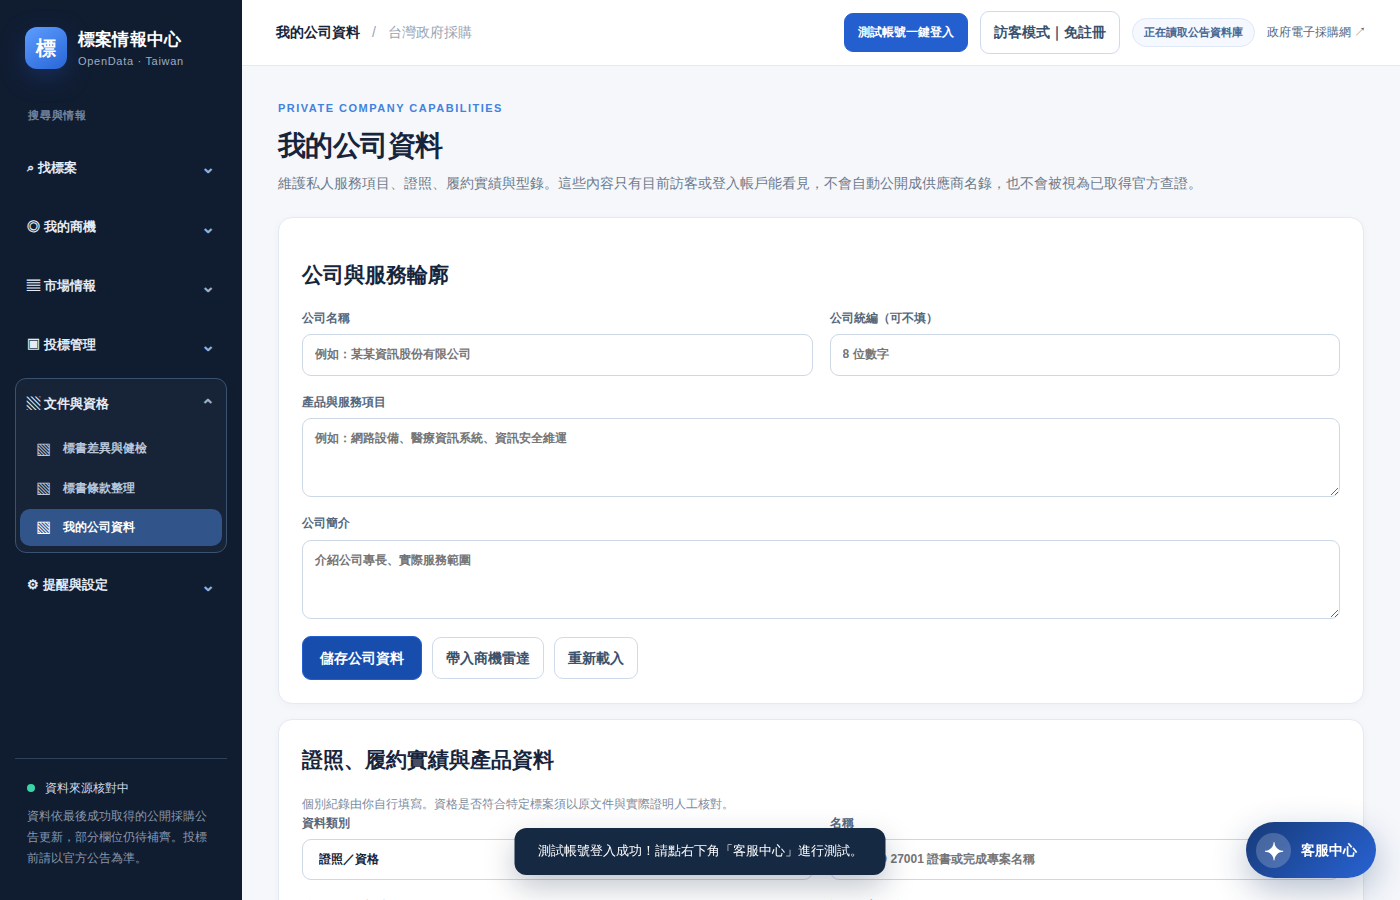 標
標案情報中心
OpenData · Taiwan
搜尋與情報
找標案
我的商機
市場情報
投標管理
文件與資格
標書差異與健檢
標書條款整理
我的公司資料
提醒與設定
資料來源核對中
資料依最後成功取得的公開採購公
告更新，部分欄位仍待補齊。投標
前請以官方公告為準。
我的公司資料 / 台灣政府採購
測試帳號一鍵登入
訪客模式｜免註冊
正在讀取公告資料庫
政府電子採購網 ↗
PRIVATE COMPANY CAPABILITIES
我的公司資料
維護私人服務項目、證照、履約實績與型錄。這些內容只有目前訪客或登入帳戶能看見，不會自動公開成供應商名錄，也不會被視為已取得官方查證。
公司與服務輪廓
公司名稱
公司統編（可不填）
例如：某某資訊股份有限公司
8 位數字
產品與服務項目
例如：網路設備、醫療資訊系統、資訊安全維運
公司簡介
介紹公司專長、實際服務範圍
儲存公司資料
帶入商機雷達
重新載入
證照、履約實績與產品資料
個別紀錄由你自行填寫。資格是否符合特定標案須以原文件與實際證明人工核對。
資料類別
名稱
證照／資格
27001 證書或完成專案名稱
測試帳號登入成功！請點右下角「客服中心」進行測試。
客服中心